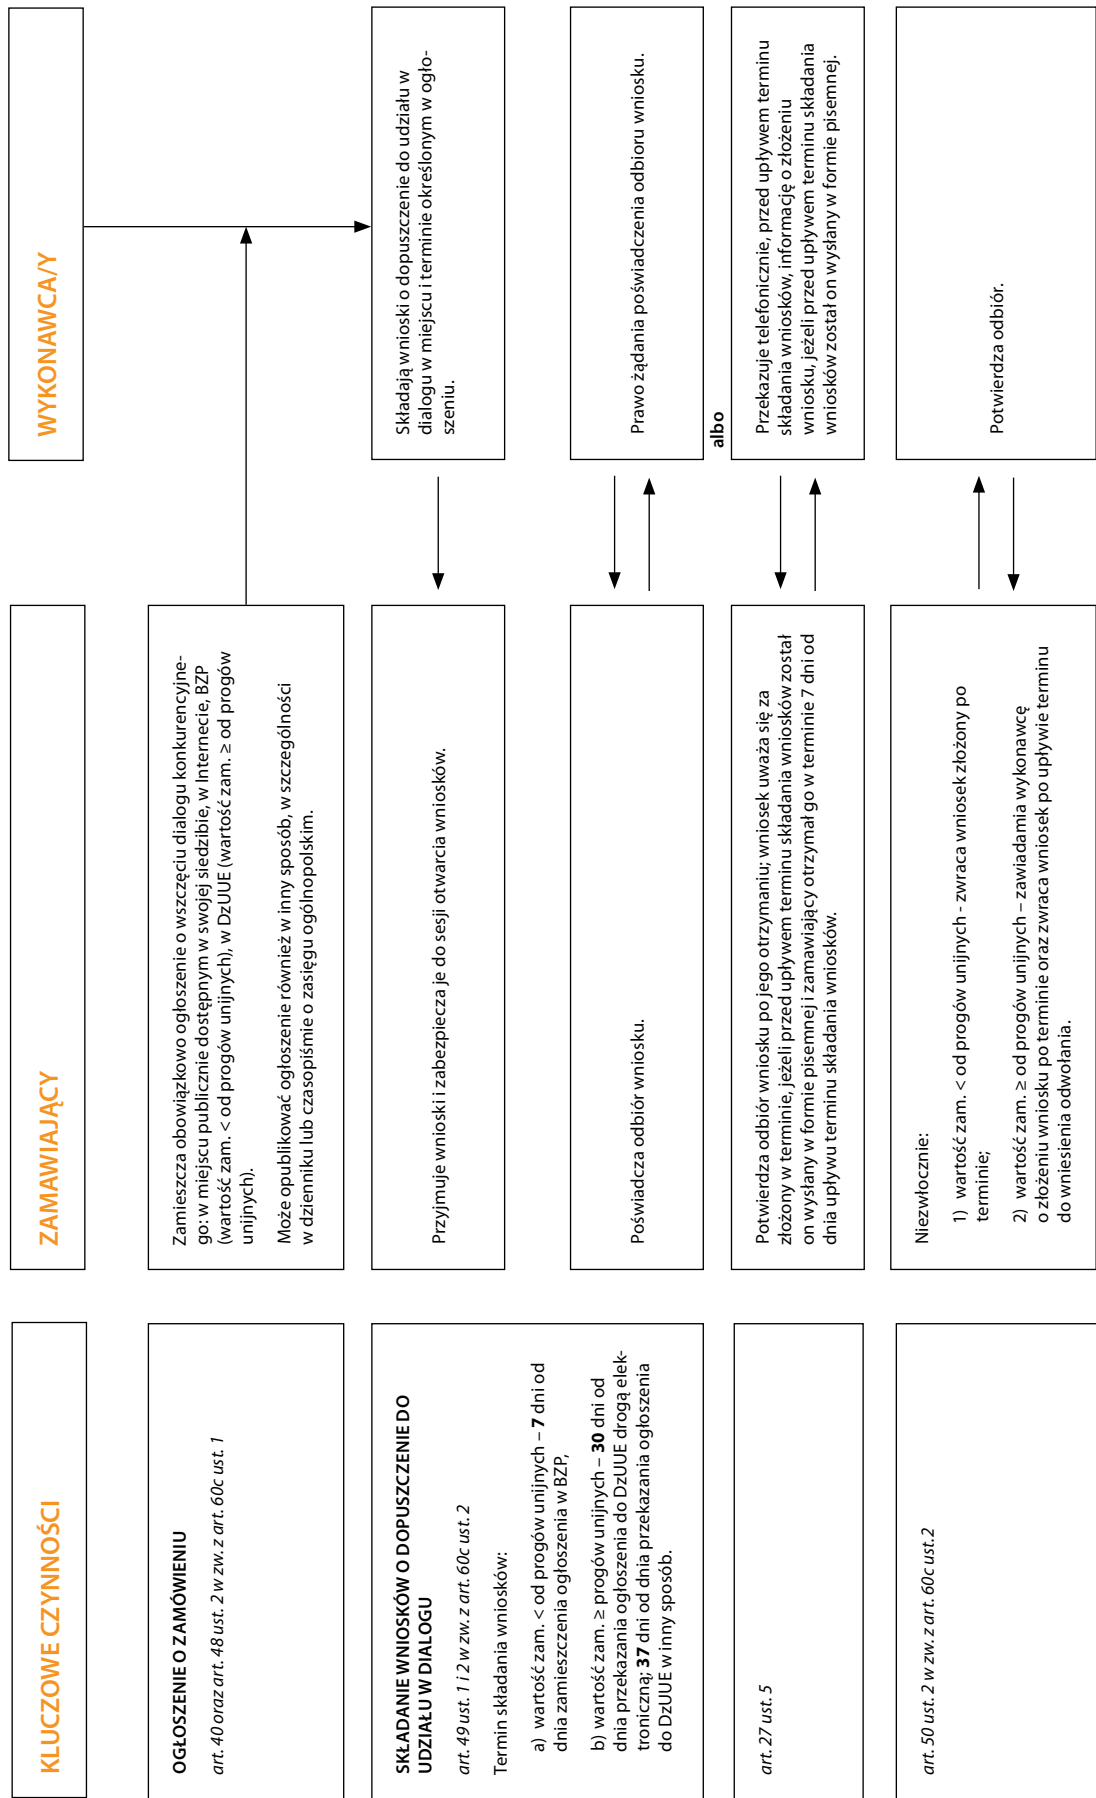 KLUCZOWE CZYNNOŚCI
ZAMAWIAJĄCY
WYKONAWCA/Y
OGŁOSZENIE O ZAMÓWIENIU
art. 40 oraz art. 48 ust. 2 w zw. z art. 60c ust. 1
Zamieszcza obowiązkowo ogłoszenie o wszczęciu dialogu konkurencyjne-
go: w miejscu publicznie dostępnym w swojej siedzibie, w Internecie, BZP
(wartość zam. < od progów unijnych), w DzUUE (wartość zam. ≥ od progów
unijnych).
Może opublikować ogłoszenie również w inny sposób, w szczególności
w dzienniku lub czasopiśmie o zasięgu ogólnopolskim.
SKŁADANIE WNIOSKÓW O DOPUSZCZENIE DO
UDZIAŁU W DIALOGU
art. 49 ust. 1 i 2 w zw. z art. 60c ust. 2
Termin składania wniosków:
a) wartość zam. < od progów unijnych – 7 dni od
dnia zamieszczenia ogłoszenia w BZP,
b) wartość zam. ≥ progów unijnych – 30 dni od
dnia przekazania ogłoszenia do DzUUE drogą elek-
troniczną; 37 dni od dnia przekazania ogłoszenia
do DzUUE w inny sposób.
Przyjmuje wnioski i zabezpiecza je do sesji otwarcia wniosków.
Składają wnioski o dopuszczenie do udziału w
dialogu w miejscu i terminie określonym w ogło-
szeniu.
Poświadcza odbiór wniosku.
Prawo żądania poświadczenia odbioru wniosku.
albo
art. 27 ust. 5
Potwierdza odbiór wniosku po jego otrzymaniu; wniosek uważa się za
złożony w terminie, jeżeli przed upływem terminu składania wniosków został
on wysłany w formie pisemnej i zamawiający otrzymał go w terminie 7 dni od
dnia upływu terminu składania wniosków.
Przekazuje telefonicznie, przed upływem terminu
składania wniosków, informację o złożeniu
wniosku, jeżeli przed upływem terminu składania
wniosków został on wysłany w formie pisemnej.
art. 50 ust. 2 w zw. z art. 60c ust.2
Niezwłocznie:
1) wartość zam. < od progów unijnych - zwraca wniosek złożony po
terminie;
2) wartość zam. ≥ od progów unijnych – zawiadamia wykonawcę
o złożeniu wniosku po terminie oraz zwraca wniosek po upływie terminu
do wniesienia odwołania.
Potwierdza odbiór.